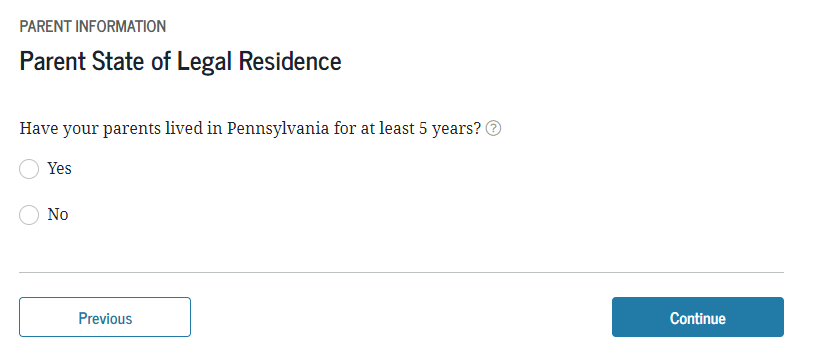 PARENT INFORMATION
Parent State of Legal Residence
Have your parents lived in Pennsylvania for at least 5 years? ?
Yes
No
Previous
Continue